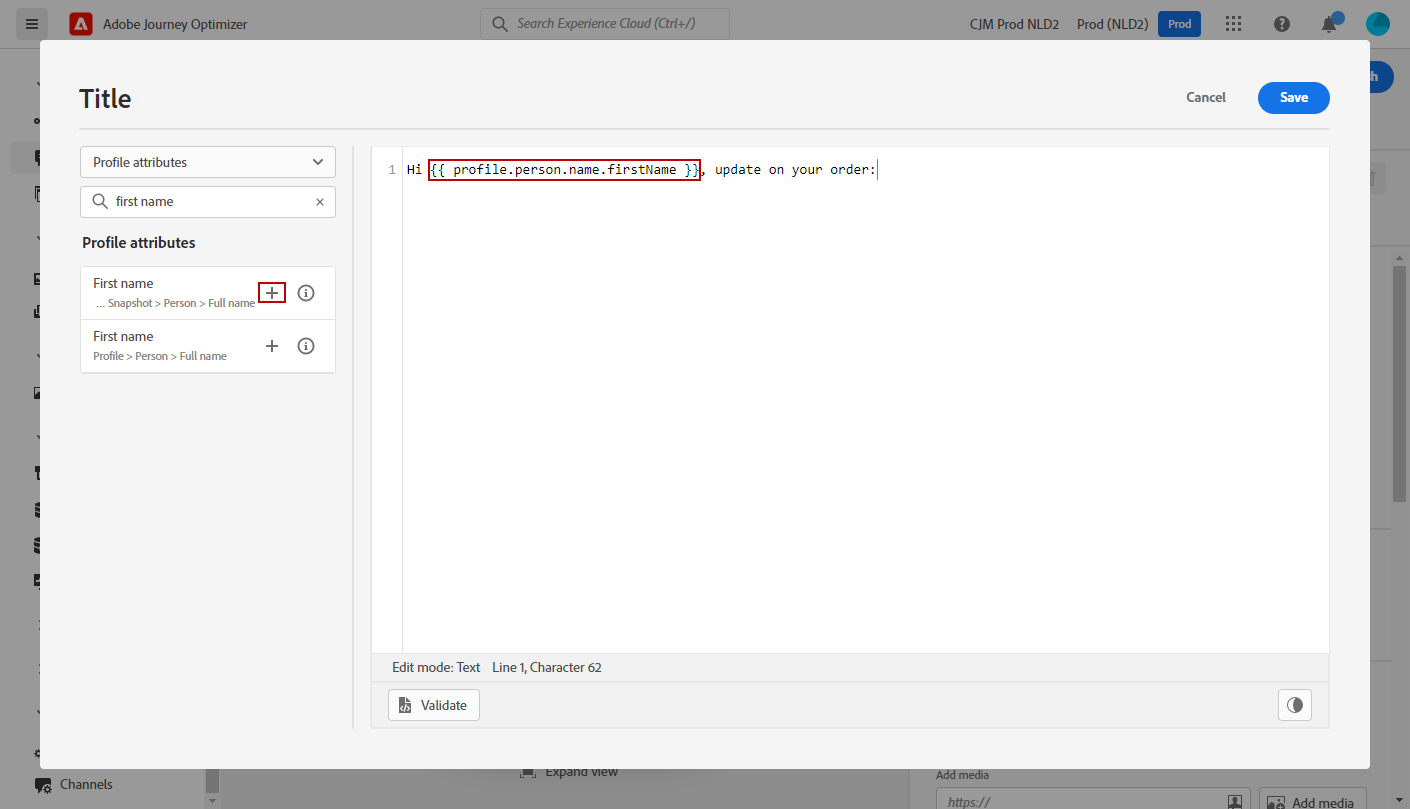 Adobe Journey Optimizer
Search Experience Cloud (Ctrl+/)
CJM Prod NLD2
Prod (NLD2)
Prod
h
Title
Cancel
Save
Profile attributes
first name
Profile attributes
First name
... Snapshot > Person > Full name
First name
Profile > Person > Full name
1 Hi {{ profile.person.name.firstName }}, update on your order:
Edit mode: Text Line 1, Character 62
Validate
Channels
Expand view
Add media
https://
Add media